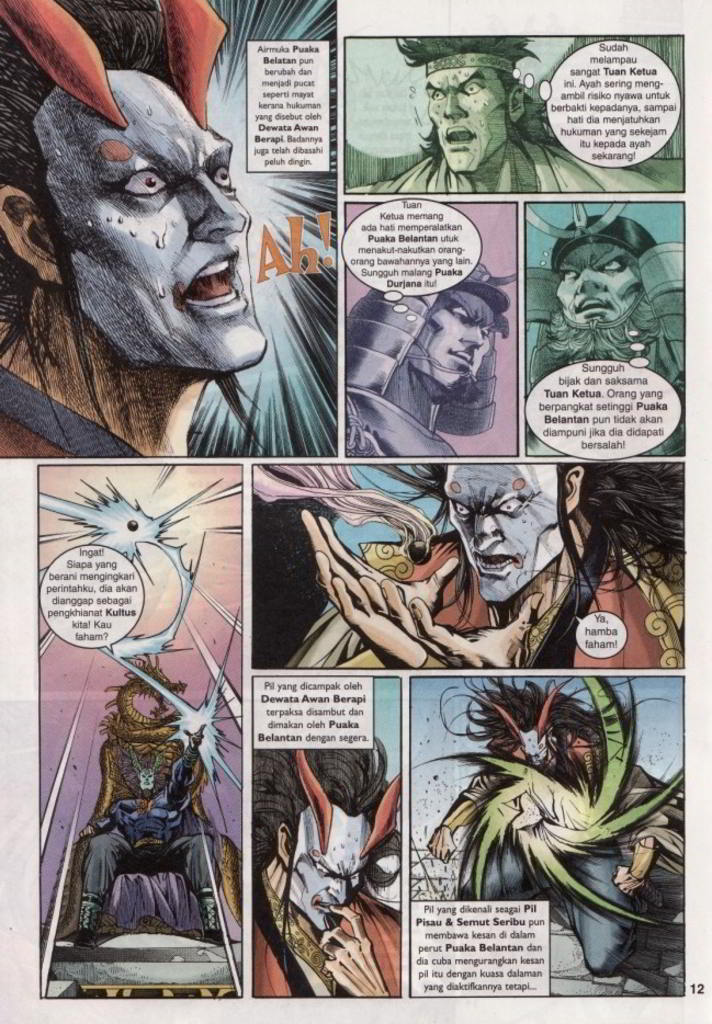 Airmuka Puaka
Belatan pun
berubah dan
menjadi pucat
seperti mayat
kerana hukuman
yang disebut oleh
Dewata Awan
Berapi. Badannya
juga telah dibasahi
peluh dingin.
Ah!
Sudah
melampau
sangat Tuan Ketua
ini. Ayah sering meng-
ambil risiko nyawa untuk
berbakti kepadanya, sampai
hati dia menjatuhkan
hukuman yang sekejam
itu kepada ayah
sekarang!
Tuan
Ketua memang
ada hati memperalatkan
Puaka Belantan utuk
menakut-nakutkan orang-
orang bawahannya yang lain.
Sungguh malang Puaka
Durjana itu!
Sungguh
bijak dan saksama
Tuan Ketua. Orang yang
berpangkat setinggi Puaka
Belantan pun tidak akan
diampuni jika dia didapati
bersalah!
Ingat!
Siapa yang
berani mengingkari
perintahku, dia akan
dianggap sebagai
pengkhianat Kultus
kita! Kau
faham?
Ya,
hamba
faham!
Pil yang dicampak oleh
Dewata Awan Berapi
terpaksa disambut dan
dimakan oleh Puaka
Belantan dengan segera.
Pil yang dikenali seagai Pil
Pisau & Semut Seribu pun
membawa kesan di dalam
perut Puaka Belantan dan
dia cuba mengurangkan kesan
pil itu dengan kuasa dalaman
yang diaktifkannya tetapi...
12